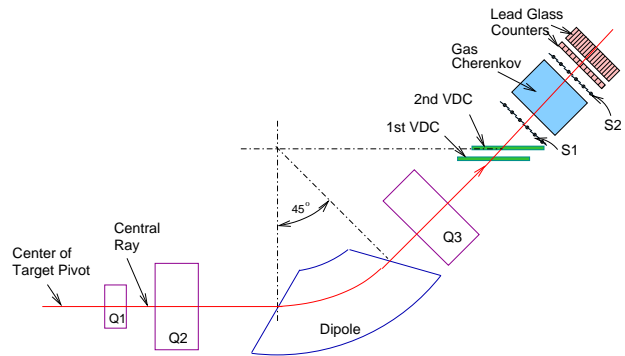 Lead Glass
Counters
Gas
Cherenkov
2nd VDC
1st VDC
S2
S1
45°
Q3
Central
Ray
Center of
Target Pivot
Q1
Q2
Dipole